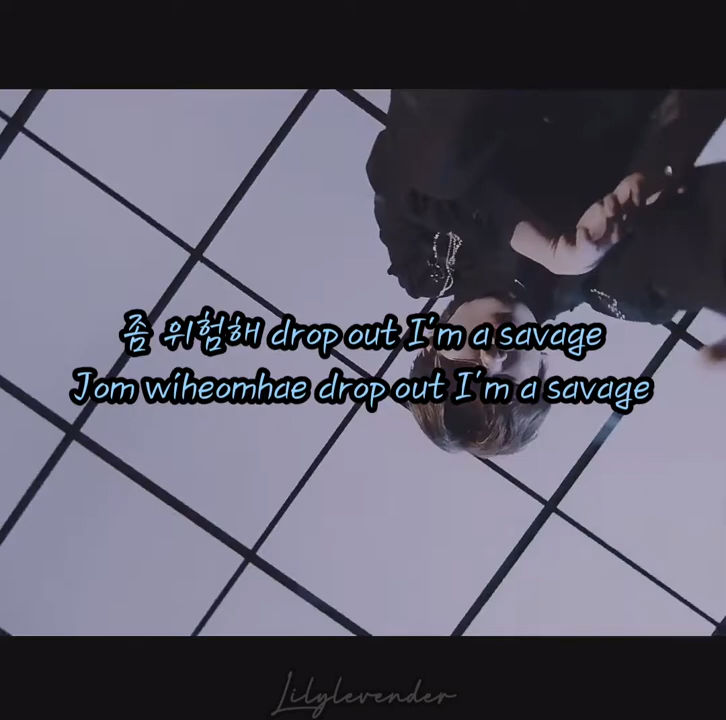 좀 위험해 drop out I'm a savage
Jom wiheomhae drop out I'm a savage
Lilylevender